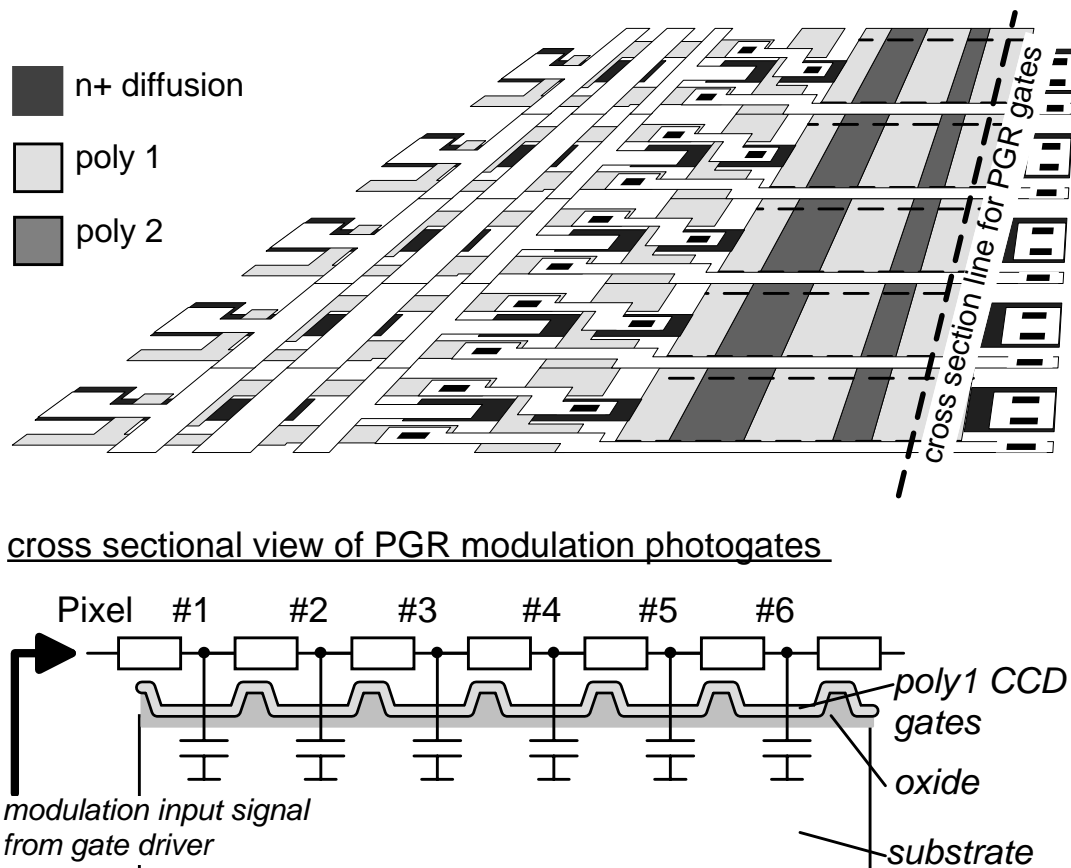 n+ diffusion
poly 1
poly 2
cross section line for PGR gates
cross sectional view of PGR modulation photogates
Pixel #1 #2 #3 #4 #5 #6
poly1 CCD
gates
oxide
modulation input signal
from gate driver
substrate